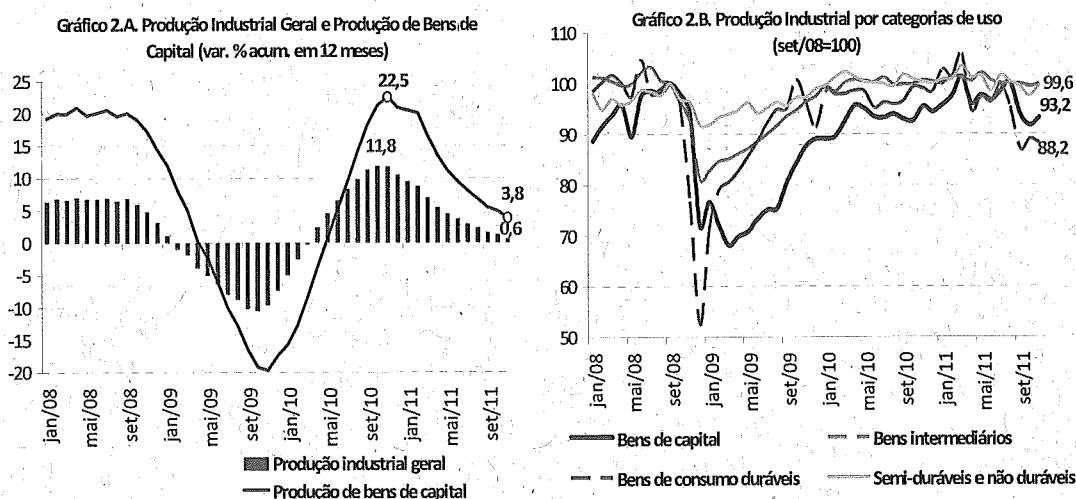 Gráfico 2.A. Produção Industrial Geral e Produção de Bens de
Capital (var. % acum. em 12 meses)
25
20
15
10
5
0
-5
-10
-15
-20
22,5
11,8
3,8
0,6
jan/08
mai/08
set/08
jan/09
mai/09
set/09
jan/10
mai/10
set/10
jan/11
mai/11
set/11
Produção industrial geral
Produção de bens de capital
Gráfico 2.B. Produção Industrial por categorias de uso
(set/08=100)
110
100
90
80
70
60
50
99,6
93,2
88,2
jan/08
mai/08
set/08
jan/09
mai/09
set/09
jan/10
mai/10
set/10
jan/11
mai/11
set/11
Bens de capital
Bens intermediários
Bens de consumo duráveis
Semi-duráveis e não duráveis